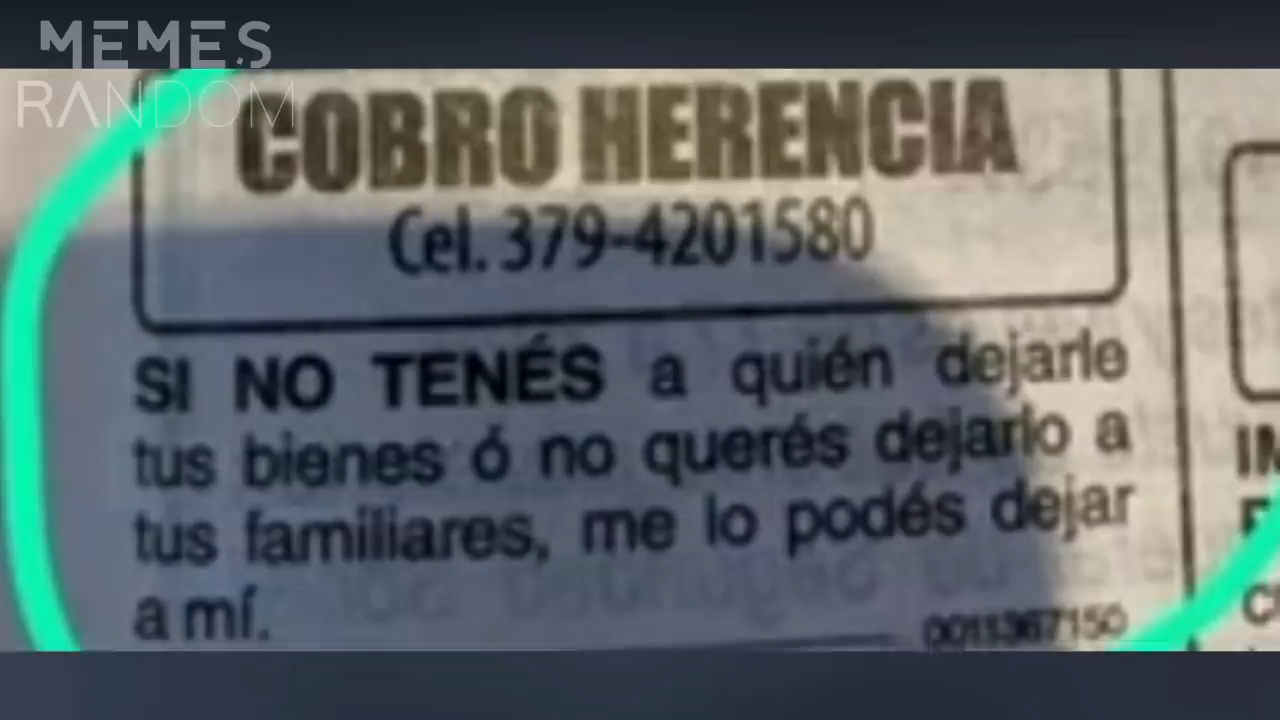 MEMES
RANDOM
COBRO HERENCIA
Cel. 379-4201580
SI NO TENÉS a quién dejarle
tus bienes ó no querés dejarlo a
tus familiares, me lo podés dejar
a mí.
0011367150
IN